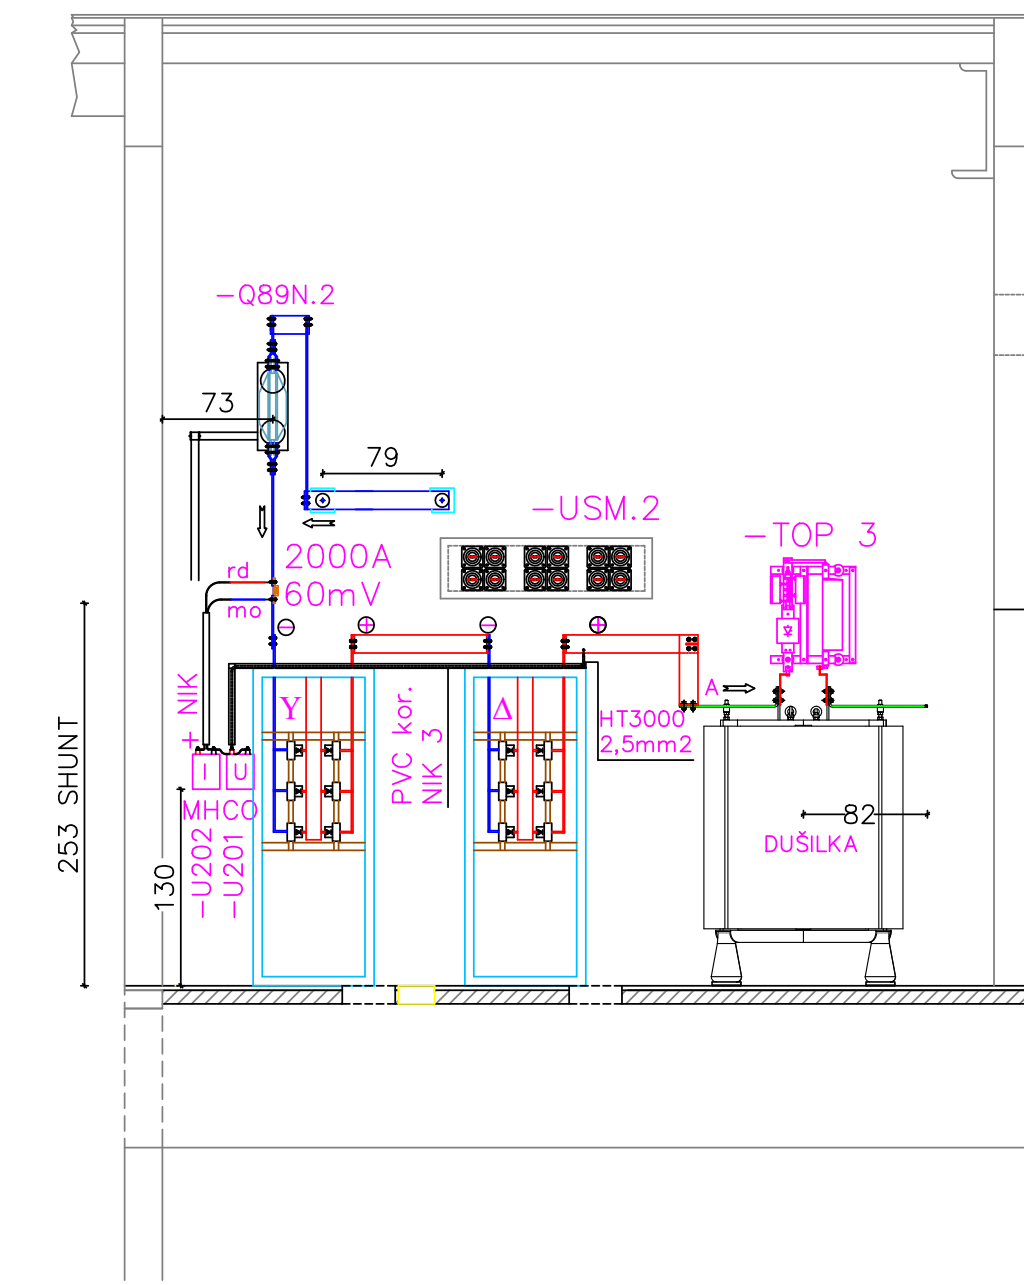 -Q89N.2
73
79
-USM.2
-TOP 3
2000A
60mV
rd
mo
NIK
+
A
Y
Δ
PVC kor.
NIK 3
HT3000
2,5mm2
I
U
MHCO
-U202
-U201
253 SHUNT
130
82
DUŠILKA